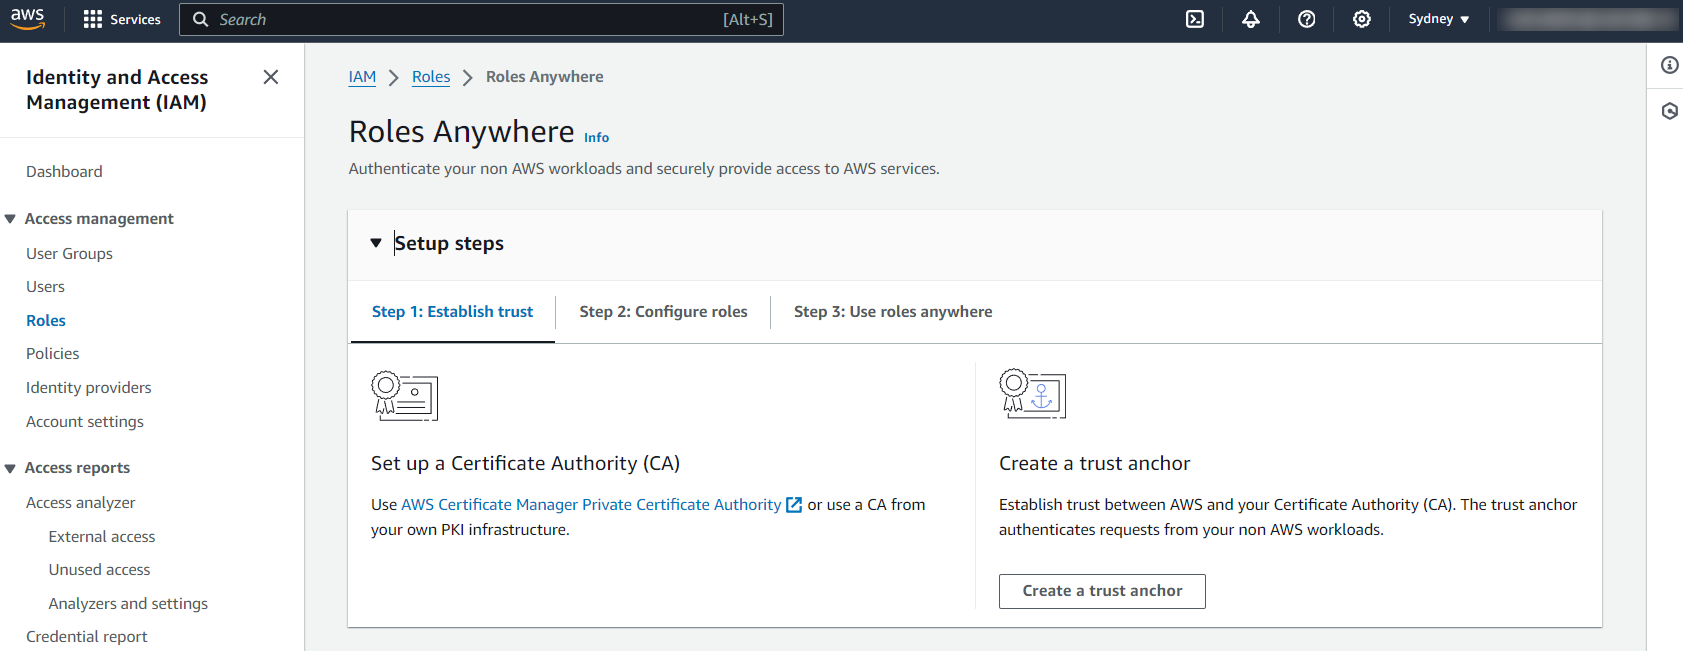 aws
Services
Search
[Alt+S]
Sydney
Identity and Access
Management (IAM)
Dashboard
Access management
User Groups
Users
Roles
Policies
Identity providers
Account settings
Access reports
Access analyzer
External access
Unused access
Analyzers and settings
Credential report
IAM
Roles
Roles Anywhere
Roles Anywhere Info
Authenticate your non AWS workloads and securely provide access to AWS services.
Setup steps
Step 1: Establish trust
Step 2: Configure roles
Step 3: Use roles anywhere
Set up a Certificate Authority (CA)
Use AWS Certificate Manager Private Certificate Authority or use a CA from
your own PKI infrastructure.
Create a trust anchor
Establish trust between AWS and your Certificate Authority (CA). The trust anchor
authenticates requests from your non AWS workloads.
Create a trust anchor